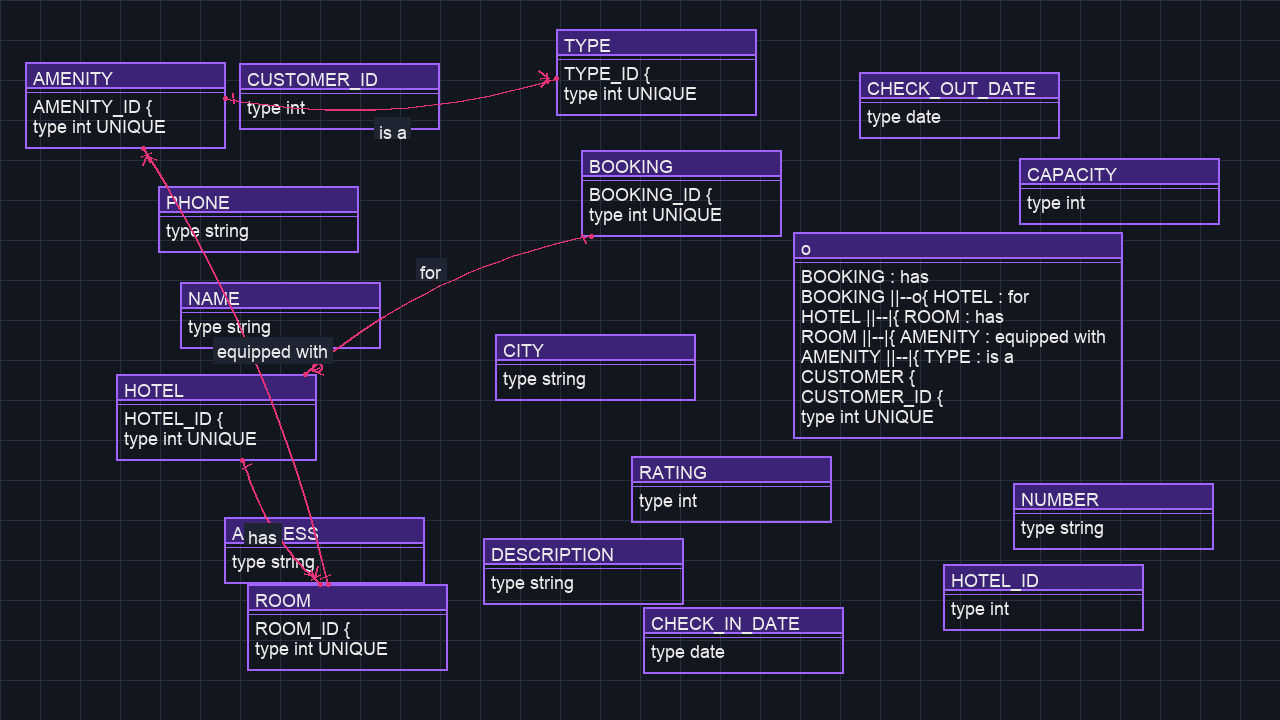 TYPE
TYPE_ID {
type int UNIQUE
AMENITY
AMENITY_ID {
type int UNIQUE
CUSTOMER_ID
type int
is a
CHECK_OUT_DATE
type date
BOOKING
BOOKING_ID {
type int UNIQUE
CAPACITY
type int
PHONE
type string
o
BOOKING : has
BOOKING ||--o{ HOTEL : for
HOTEL ||--|{ ROOM : has
ROOM ||--|{ AMENITY : equipped with
AMENITY ||--|{ TYPE : is a
CUSTOMER {
CUSTOMER_ID {
type int UNIQUE
for
NAME
type string
equipped with
CITY
type string
HOTEL
HOTEL_ID {
type int UNIQUE
RATING
type int
NUMBER
type string
has
type string
DESCRIPTION
type string
HOTEL_ID
type int
ROOM
ROOM_ID {
type int UNIQUE
CHECK_IN_DATE
type date